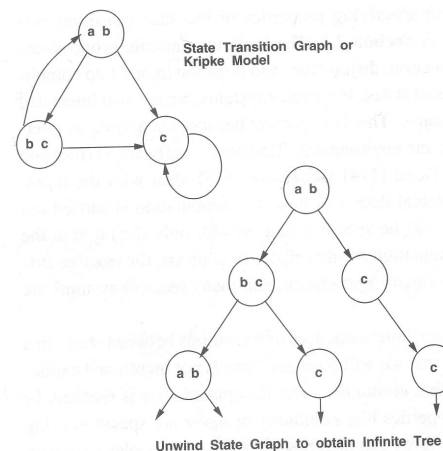 a b
State Transition Graph or
Kripke Model
b c
c
a b
b c
c
a b
c
c
Unwind State Graph to obtain Infinite Tree